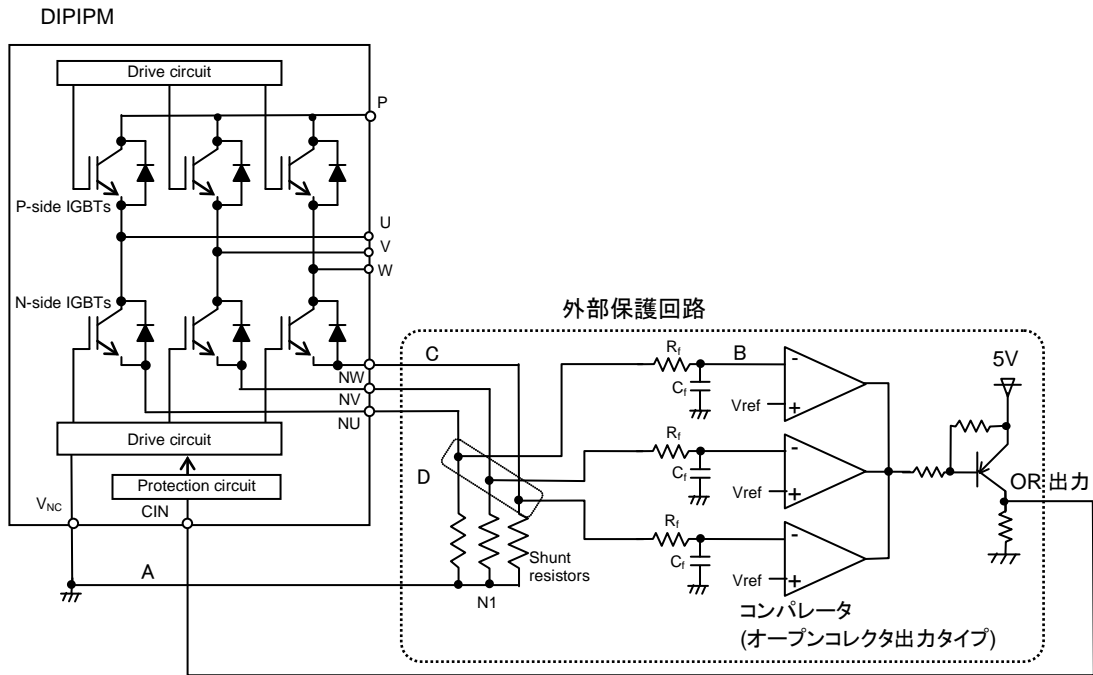 DIPIPM
Drive circuit
P
P-side IGBTs
U
V
W
N-side IGBTs
外部保護回路
C
NW
NV
NU
Drive circuit
D
Protection circuit
VNC
CIN
A
N1
Shunt
resistors
Rf
Cf
B
Vref
-
+
Rf
Cf
Vref
-
+
Rf
Cf
Vref
-
+
5V
OR 出力
コンパレータ
(オープンコレクタ出力タイプ)